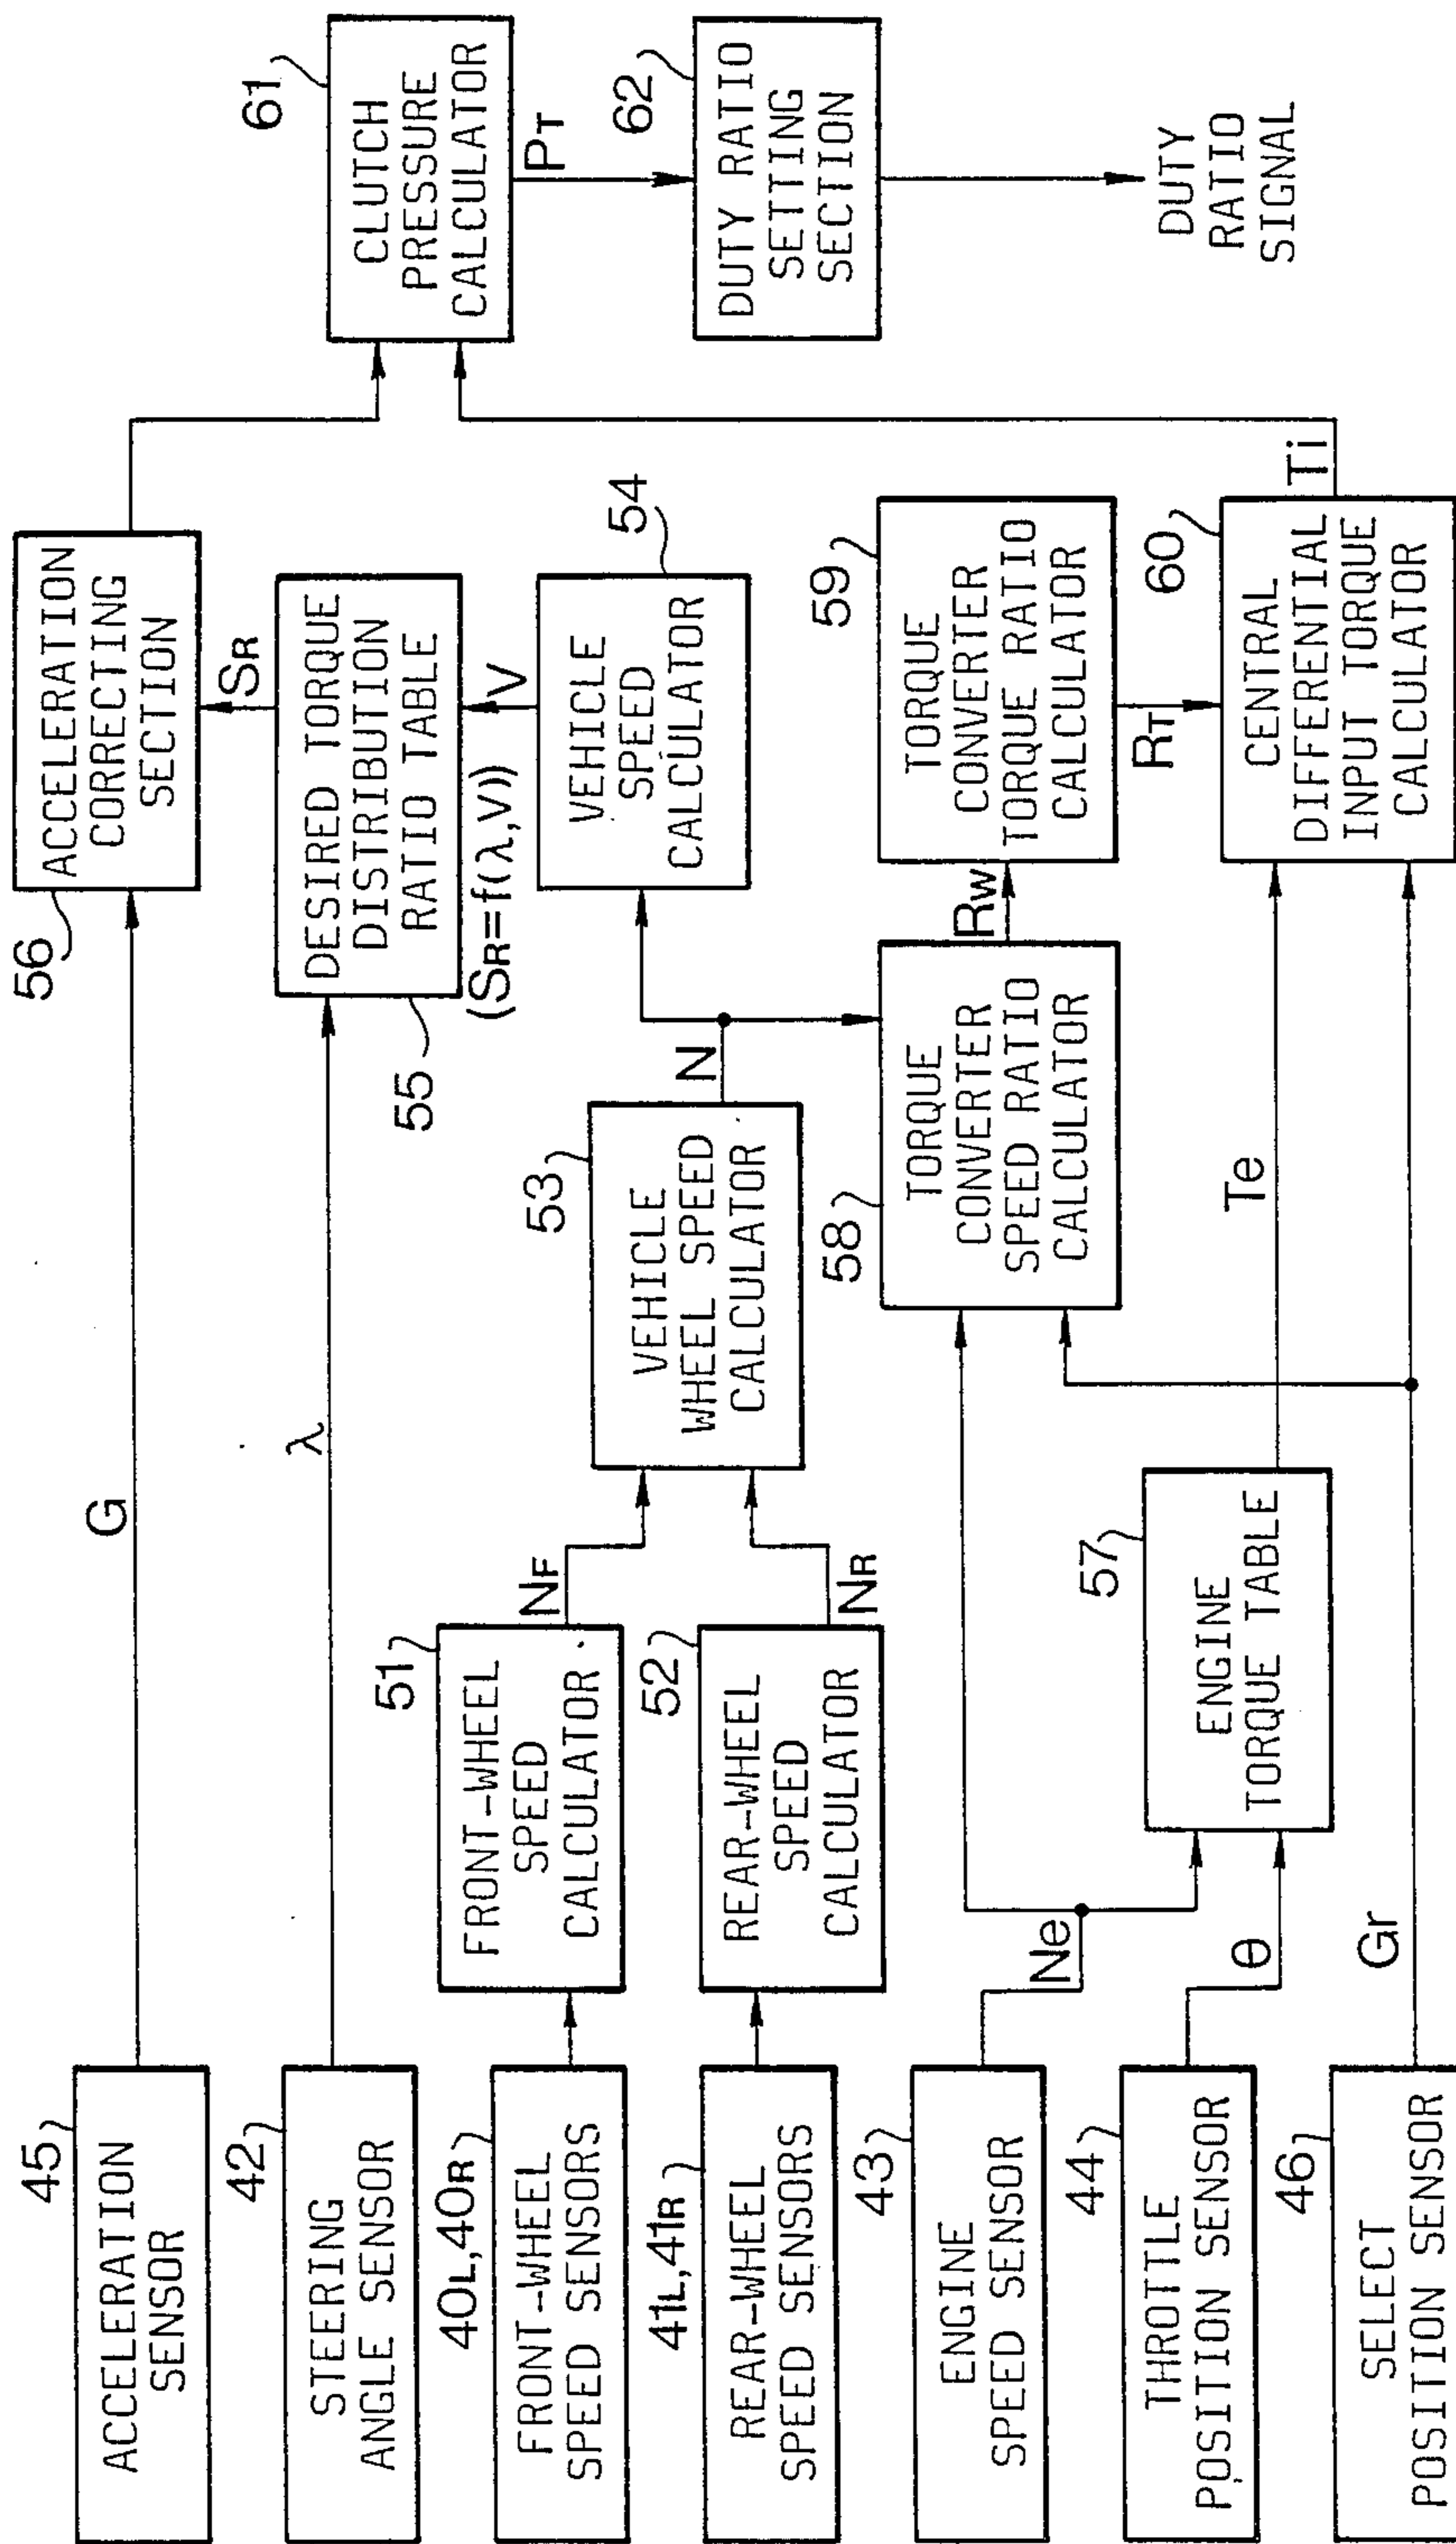 45
ACCELERATION
SENSOR
G
56
ACCELERATION
CORRECTING
SECTION
42
STEERING
ANGLE SENSOR
λ
SR
DESIRED TORQUE
DISTRIBUTION
RATIO TABLE
55
(SR=f(λ,V))
V
40L,40R
FRONT-WHEEL
SPEED SENSORS
51
FRONT-WHEEL
SPEED
CALCULATOR
NF
41L,41R
REAR-WHEEL
SPEED SENSORS
52
REAR-WHEEL
SPEED
CALCULATOR
NR
53
VEHICLE
WHEEL SPEED
CALCULATOR
N
54
VEHICLE
SPEED
CALCULATOR
43
ENGINE
SPEED SENSOR
Ne
44
THROTTLE
POSITION SENSOR
θ
57
ENGINE
TORQUE TABLE
Te
46
SELECT
POSITION SENSOR
Gr
58
TORQUE
CONVERTER
SPEED RATIO
CALCULATOR
RW
59
TORQUE
CONVERTER
TORQUE RATIO
CALCULATOR
RT
60
CENTRAL
DIFFERENTIAL
INPUT TORQUE
CALCULATOR
Ti
61
CLUTCH
PRESSURE
CALCULATOR
PT
62
DUTY RATIO
SETTING
SECTION
DUTY
RATIO
SIGNAL